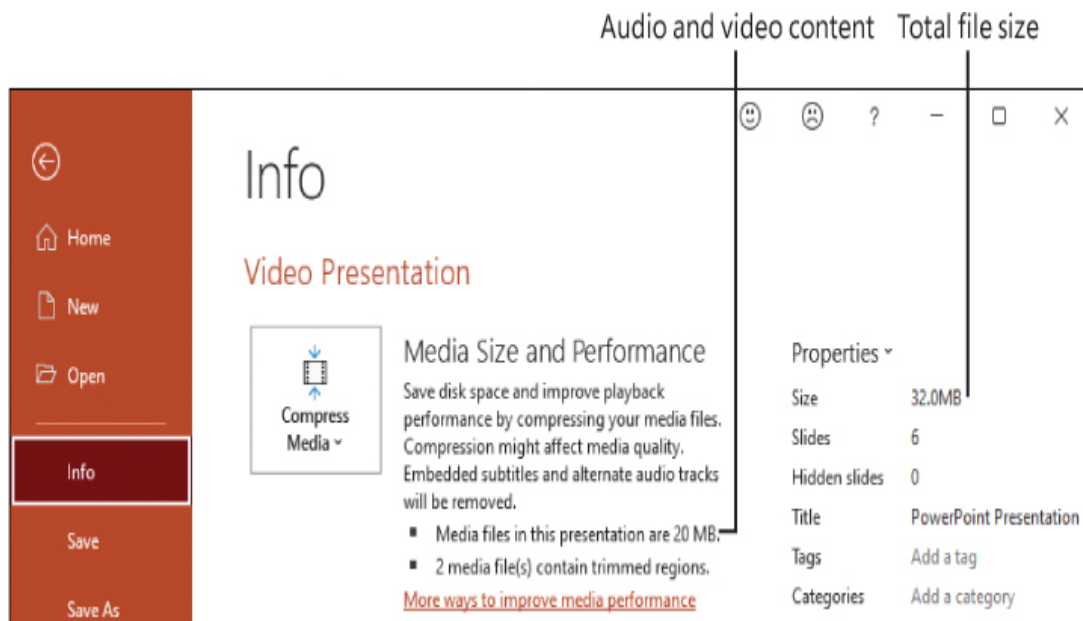 Audio and video content Total file size
?
Info
Home
Video Presentation
New
Open
Compress
Media
Media Size and Performance
Save disk space and improve playback
performance by compressing your media files.
Compression might affect media quality.
Embedded subtitles and alternate audio tracks
will be removed.
▪ Media files in this presentation are 20 MB.
▪ 2 media file(s) contain trimmed regions.
More ways to improve media performance
Properties
Size 32.0MB
Slides 6
Hidden slides 0
Title PowerPoint Presentation
Tags Add a tag
Categories Add a category
Info
Save
Save As